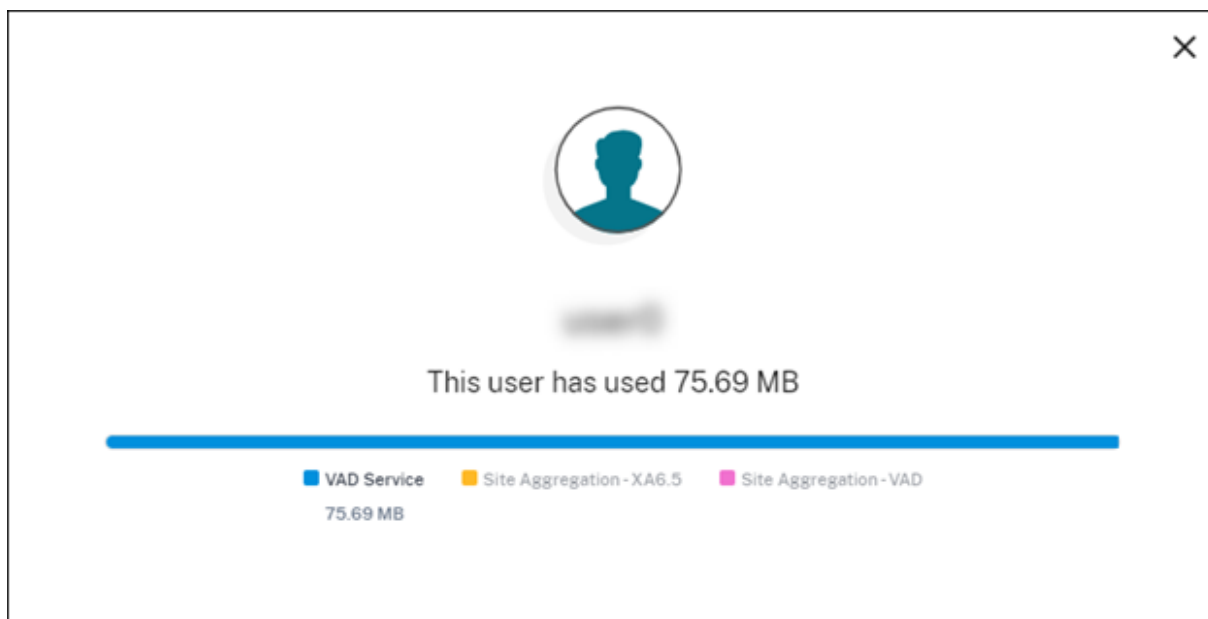 This user has used 75.69 MB
VAD Service
Site Aggregation - XA6.5
Site Aggregation - VAD
75.69 MB